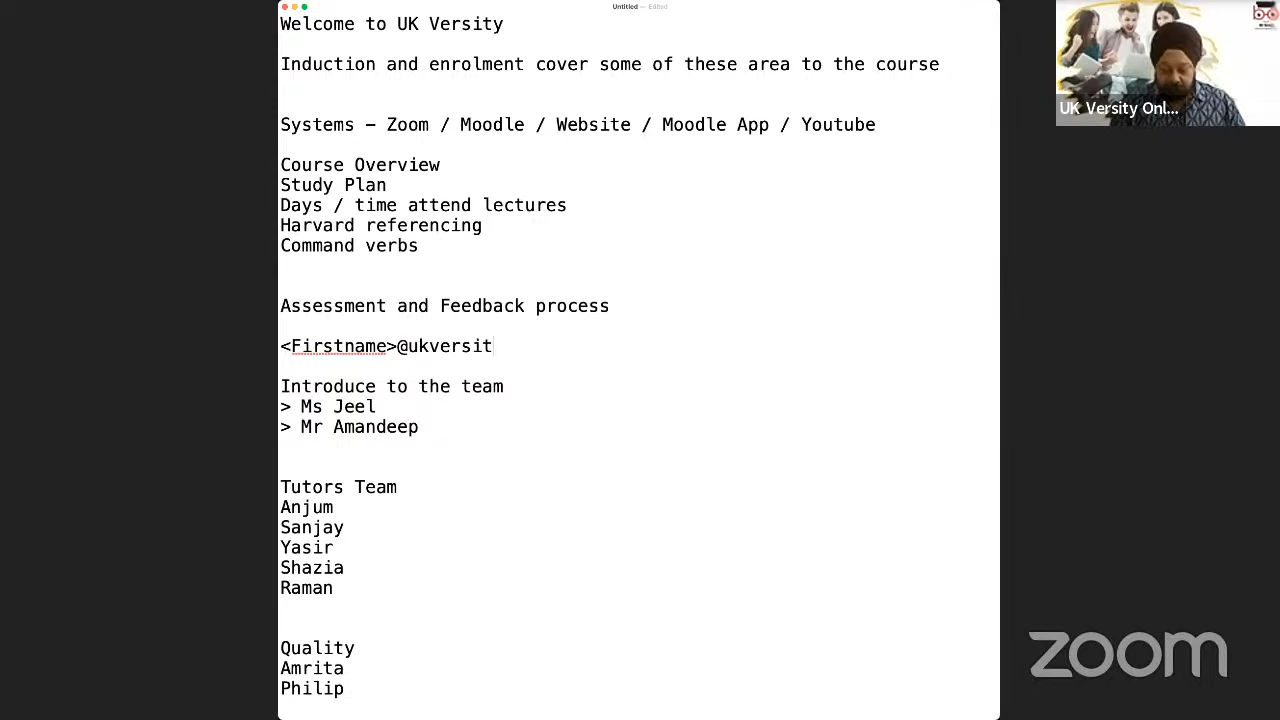 Untitled — Edited
Welcome to UK Versity
Induction and enrolment cover some of these area to the course
Systems – Zoom / Moodle / Website / Moodle App / Youtube
Course Overview
Study Plan
Days / time attend lectures
Harvard referencing
Command verbs
Assessment and Feedback process
<Firstname>@ukversit
Introduce to the team
> Ms Jeel
> Mr Amandeep
Tutors Team
Anjum
Sanjay
Yasir
Shazia
Raman
Quality
Amrita
Philip
UK Versity Onl...
zoom